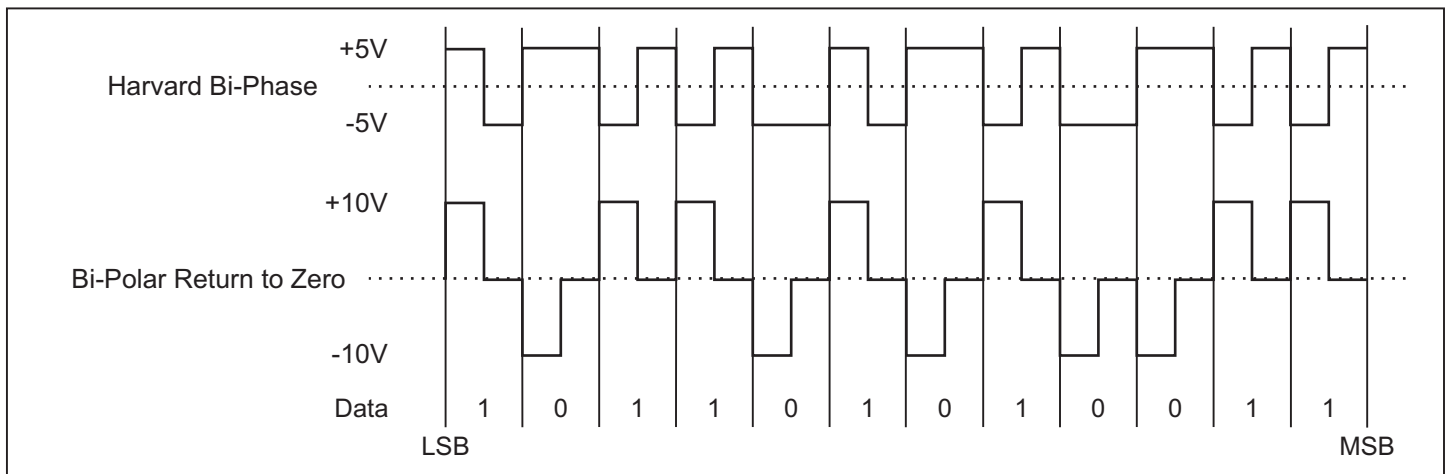 +5V
Harvard Bi-Phase
-5V
+10V
Bi-Polar Return to Zero
-10V
Data 1 0 1 1 0 1 0 1 0 0 1 1
LSB MSB